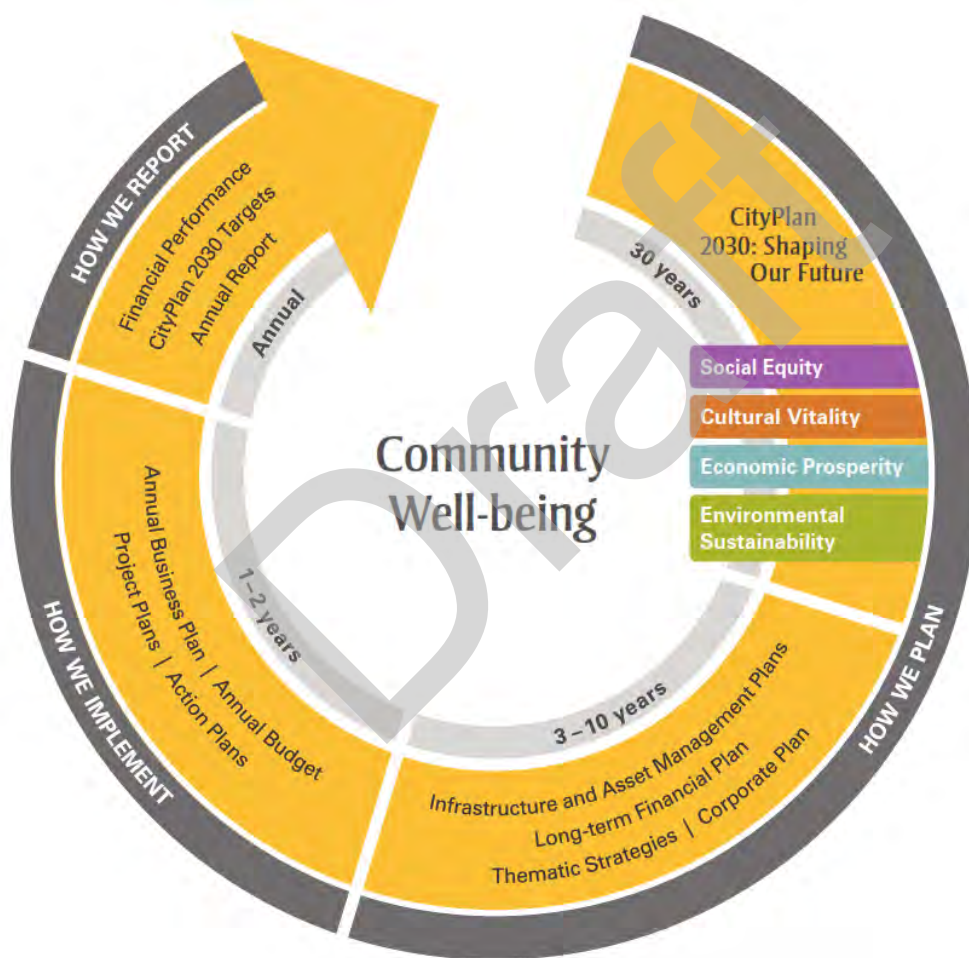 HOW WE PLAN
30 years
CityPlan
2030: Shaping
Our Future
Social Equity
Cultural Vitality
Economic Prosperity
Environmental
Sustainability
3–10 years
Infrastructure and Asset Management Plans
Long-term Financial Plan
Thematic Strategies | Corporate Plan
HOW WE IMPLEMENT
1–2 years
Annual Business Plan | Annual Budget
Project Plans | Action Plans
HOW WE REPORT
Annual
Financial Performance
CityPlan 2030 Targets
Annual Report
Community
Well-being
Draft